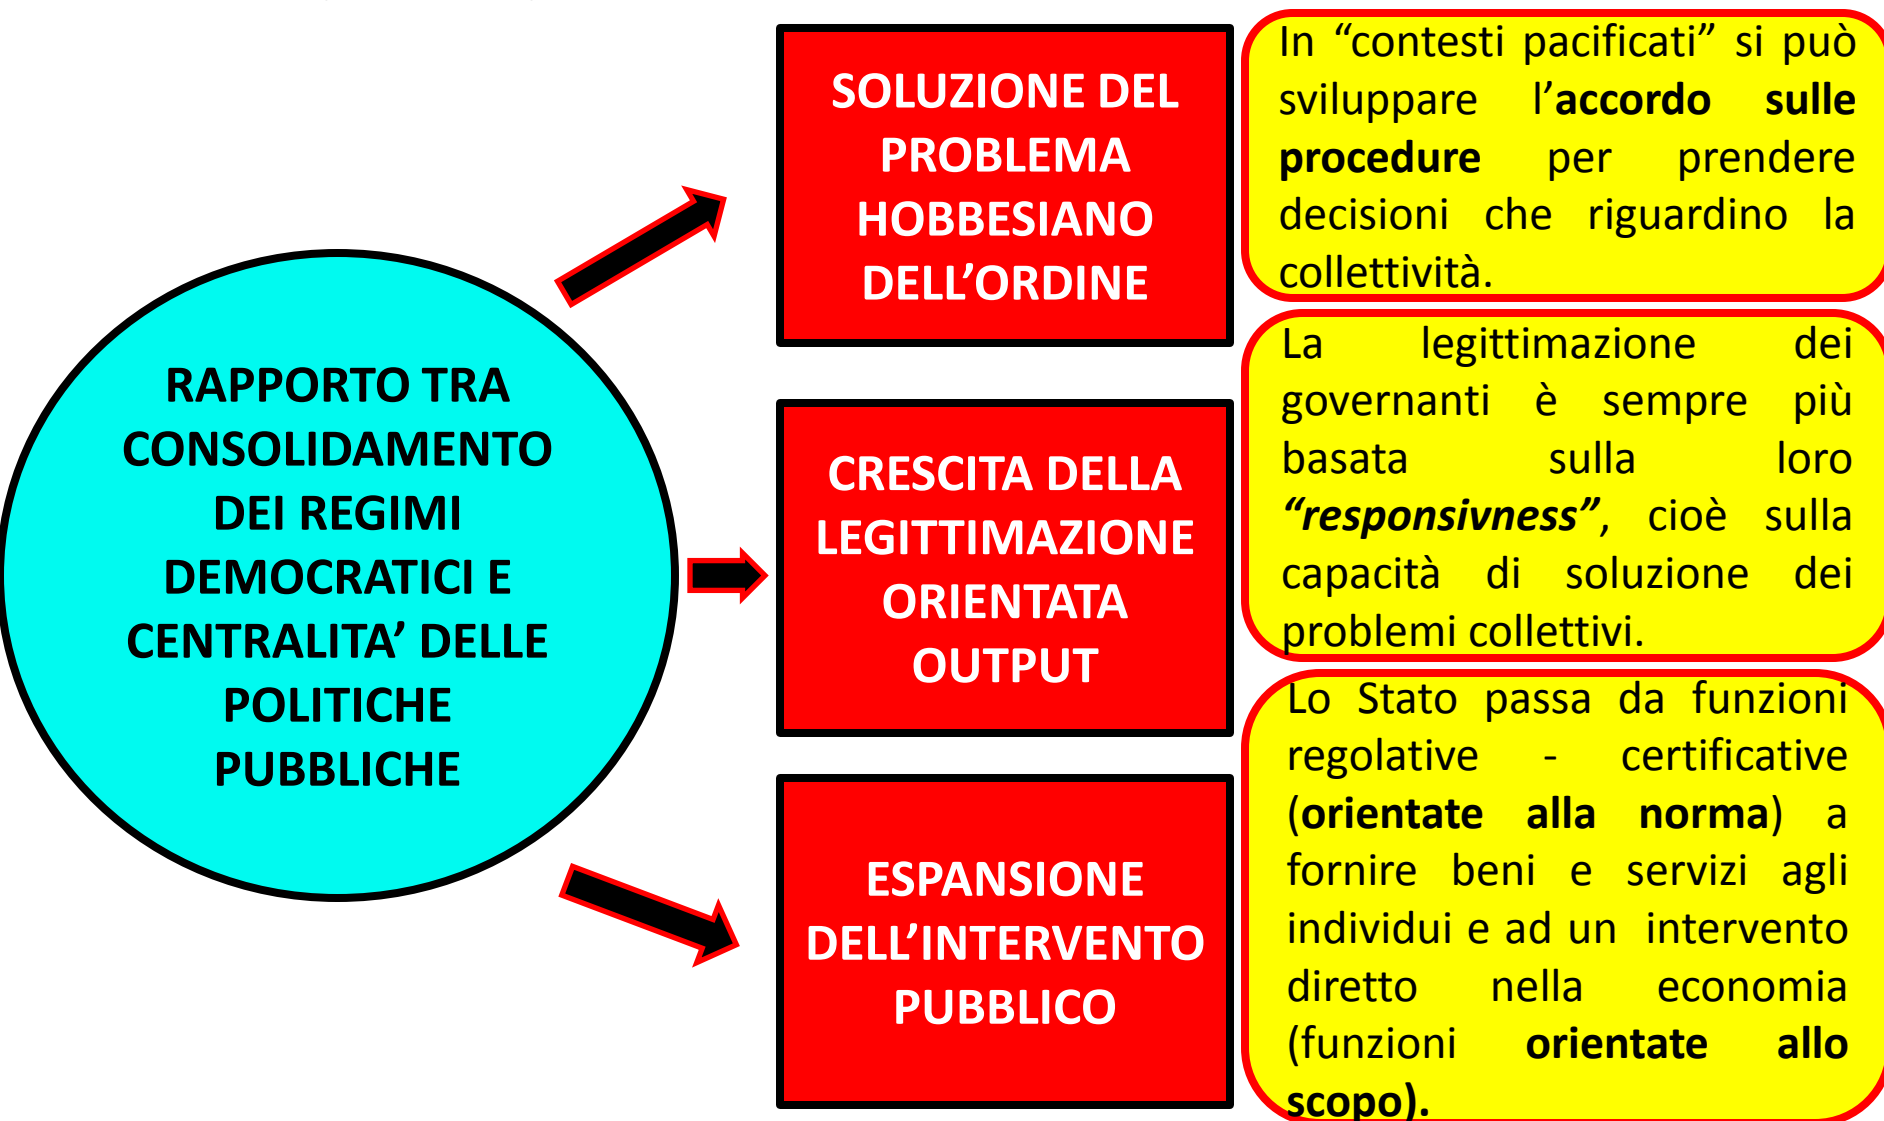 RAPPORTO TRA
CONSOLIDAMENTO
DEI REGIMI
DEMOCRATICI E
CENTRALITA’ DELLE
POLITICHE
PUBBLICHE
SOLUZIONE DEL
PROBLEMA
HOBBESIANO
DELL’ORDINE
In “contesti pacificati” si può
sviluppare l’accordo sulle
procedure per prendere
decisioni che riguardino la
collettività.
CRESCITA DELLA
LEGITTIMAZIONE
ORIENTATA
OUTPUT
La legittimazione dei
governanti è sempre più
basata sulla loro
“responsivness”, cioè sulla
capacità di soluzione dei
problemi collettivi.
ESPANSIONE
DELL’INTERVENTO
PUBBLICO
Lo Stato passa da funzioni
regolative - certificative
(orientate alla norma) a
fornire beni e servizi agli
individui e ad un intervento
diretto nella economia
(funzioni orientate allo
scopo).